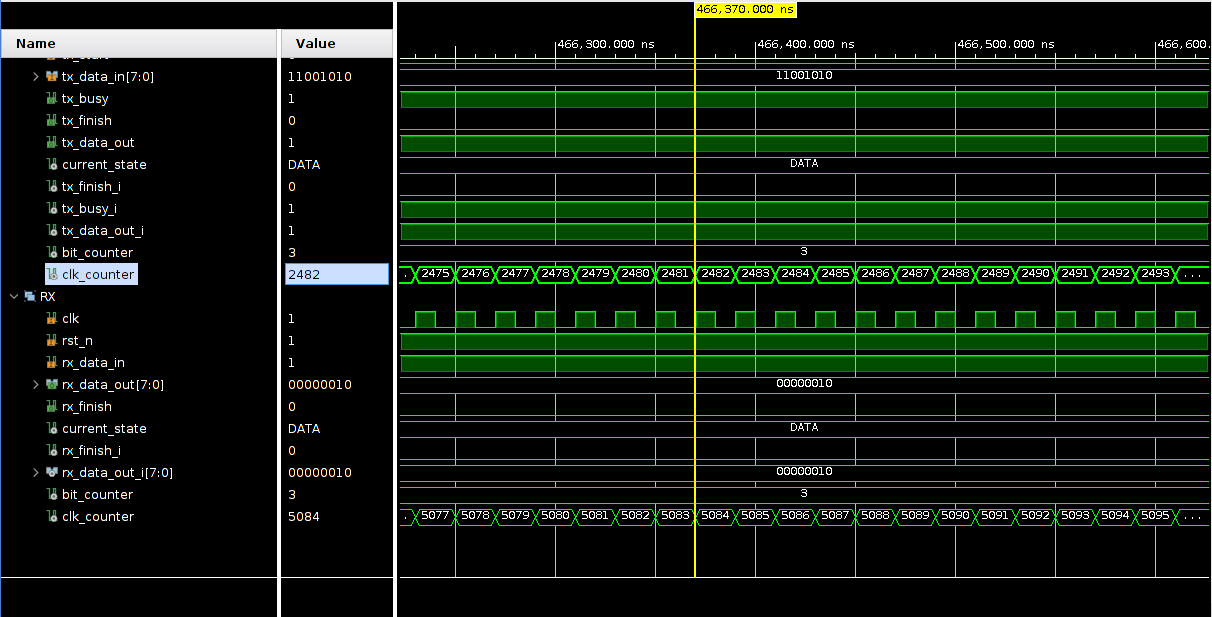 466,370.000 ns
466,300.000 ns 466,400.000 ns 466,500.000 ns 466,600.
Name Value
tx_data_in[7:0] 11001010 11001010
tx_busy 1
tx_finish 0
tx_data_out 1
current_state DATA DATA
tx_finish_i 0
tx_busy_i 1
tx_data_out_i 1
bit_counter 3 3
clk_counter 2482 . 2475 2476 2477 2478 2479 2480 2481 2482 2483 2484 2485 2486 2487 2488 2489 2490 2491 2492 2493 ...
RX
clk 1
rst_n 1
rx_data_in 1
rx_data_out[7:0] 00000010 00000010
rx_finish 0
current_state DATA DATA
rx_finish_i 0
rx_data_out_i[7:0] 00000010 00000010
bit_counter 3 3
clk_counter 5084 . 5077 5078 5079 5080 5081 5082 5083 5084 5085 5086 5087 5088 5089 5090 5091 5092 5093 5094 5095 ...